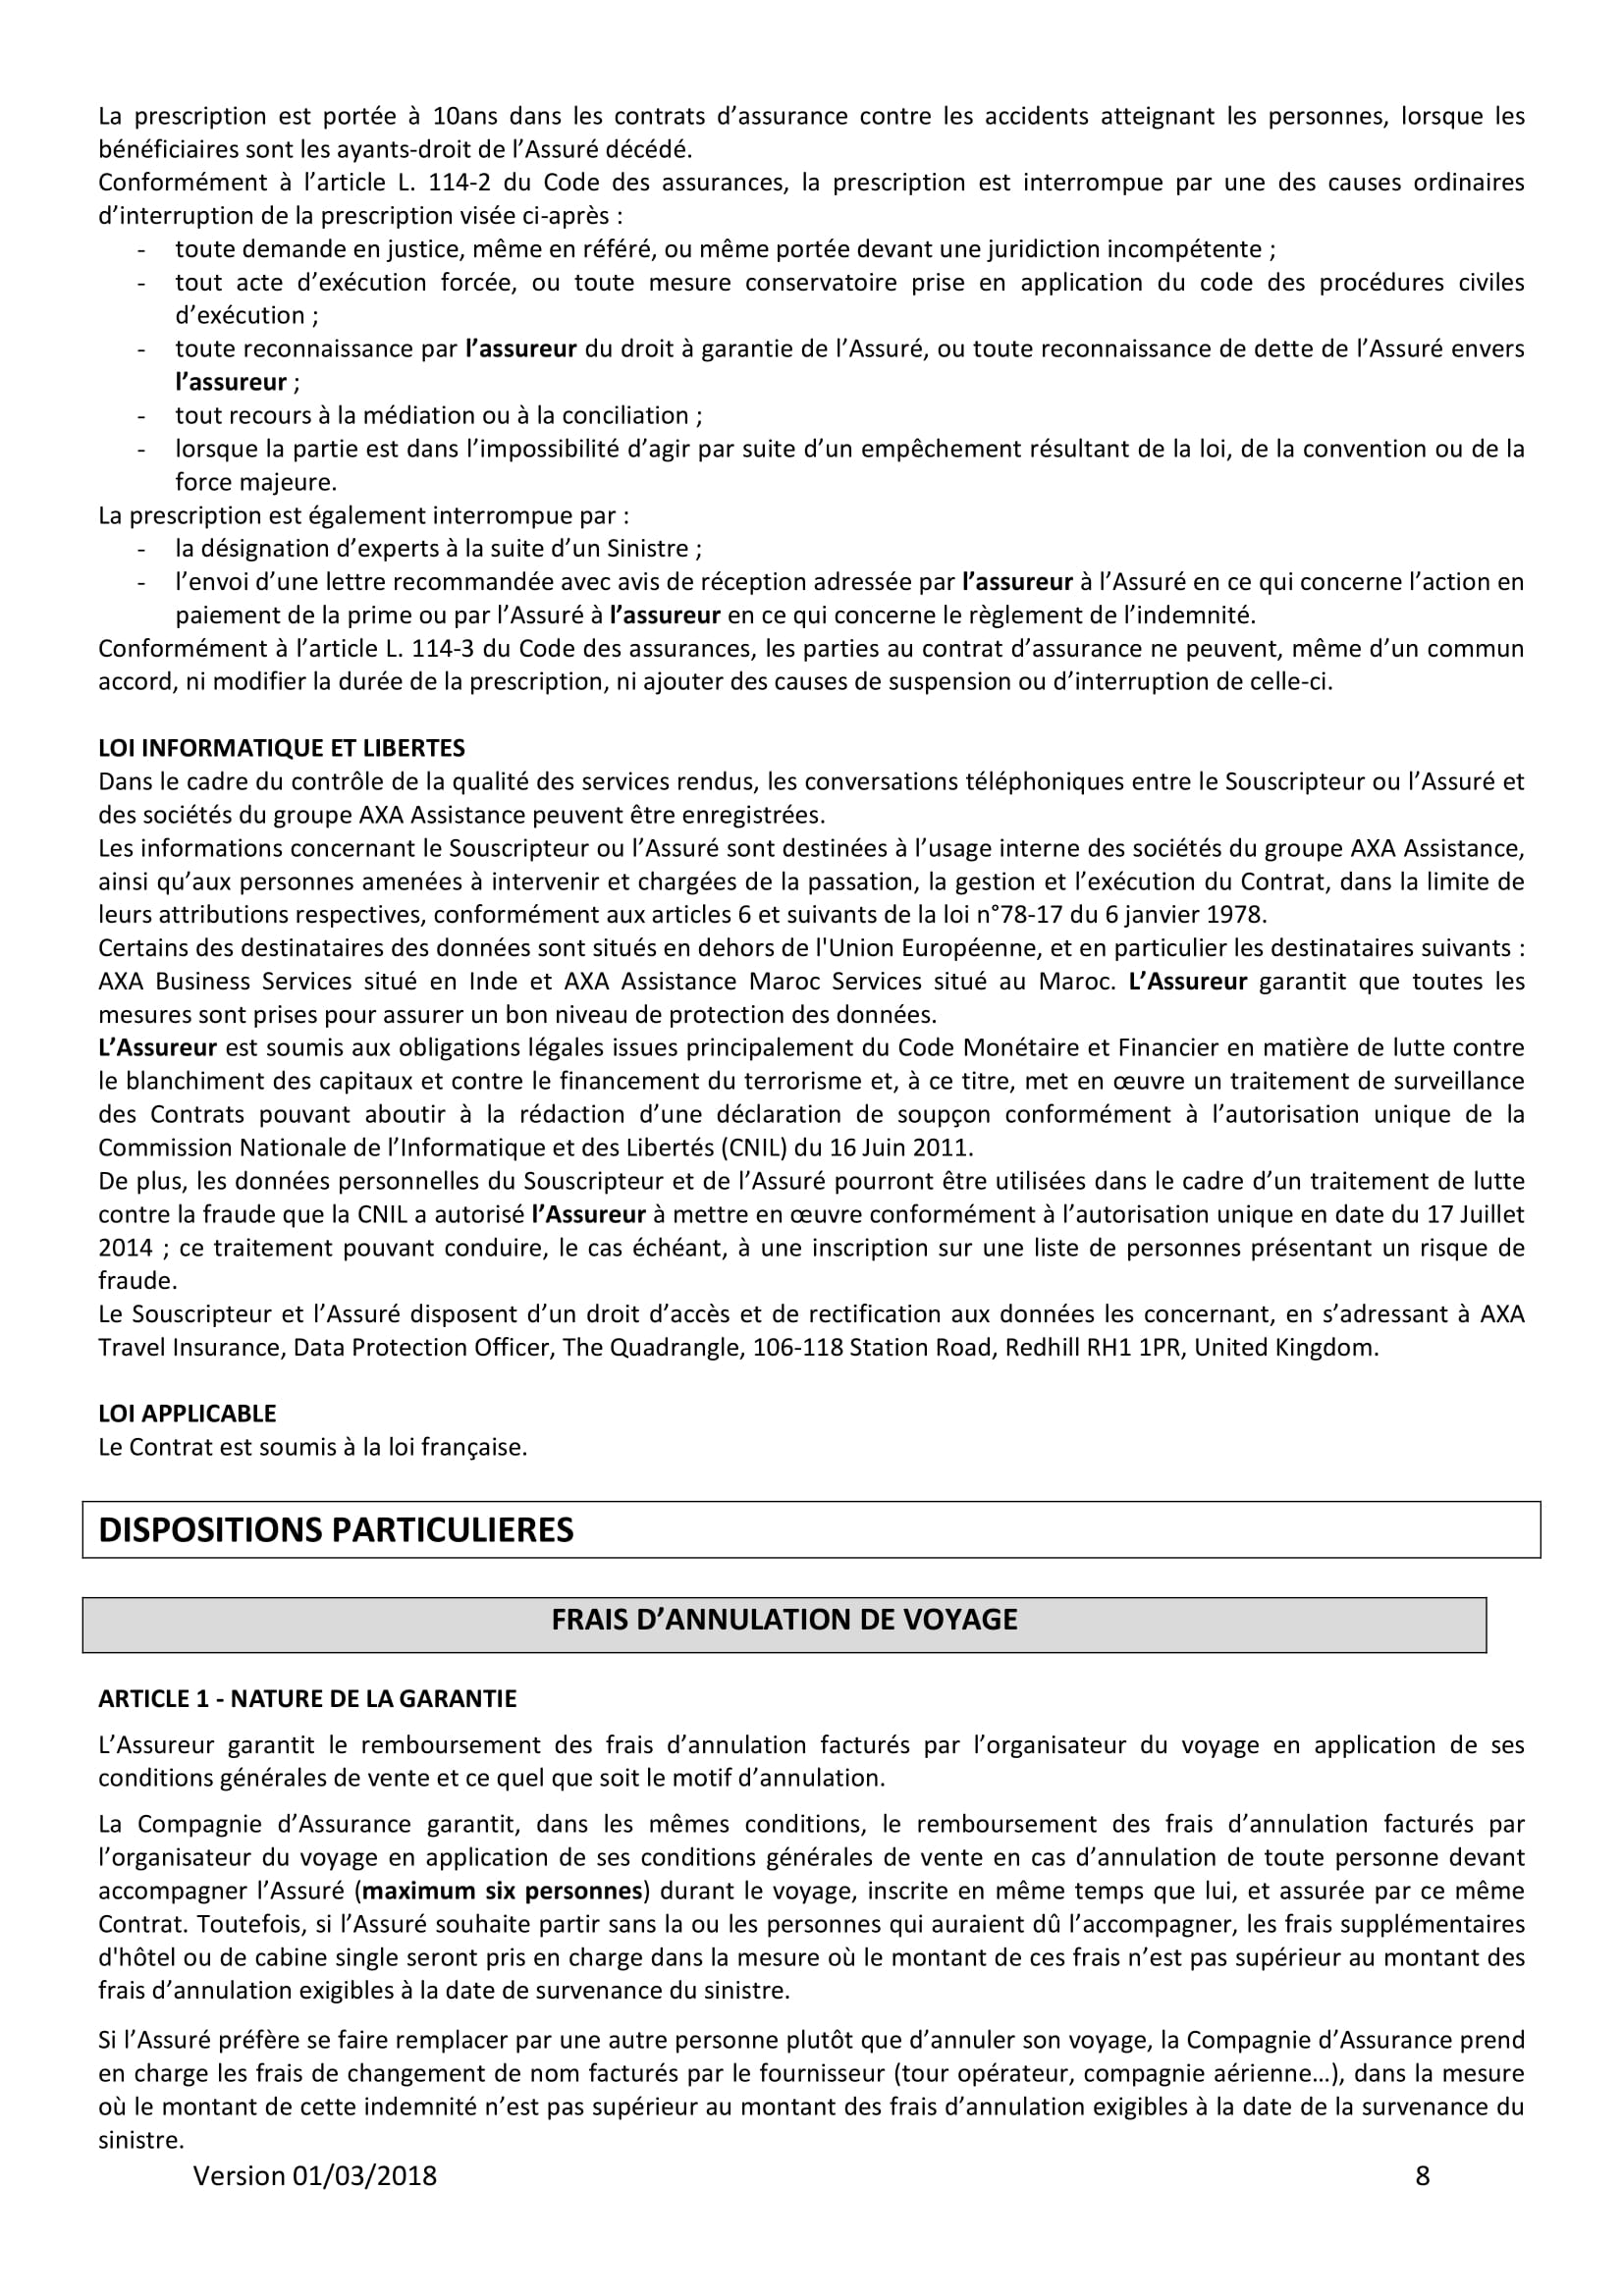 La prescription est portée à 10ans dans les contrats d’assurance contre les accidents atteignant les personnes, lorsque les
bénéficiaires sont les ayants-droit de l’Assuré décédé.
Conformément à l’article L. 114-2 du Code des assurances, la prescription est interrompue par une des causes ordinaires
d’interruption de la prescription visée ci-après :
- toute demande en justice, même en référé, ou même portée devant une juridiction incompétente ;
- tout acte d’exécution forcée, ou toute mesure conservatoire prise en application du code des procédures civiles
d’exécution ;
- toute reconnaissance par l’assureur du droit à garantie de l’Assuré, ou toute reconnaissance de dette de l’Assuré envers
l’assureur ;
- tout recours à la médiation ou à la conciliation ;
- lorsque la partie est dans l’impossibilité d’agir par suite d’un empêchement résultant de la loi, de la convention ou de la
force majeure.
La prescription est également interrompue par :
- la désignation d’experts à la suite d’un Sinistre ;
- l’envoi d’une lettre recommandée avec avis de réception adressée par l’assureur à l’Assuré en ce qui concerne l’action en
paiement de la prime ou par l’Assuré à l’assureur en ce qui concerne le règlement de l’indemnité.
Conformément à l’article L. 114-3 du Code des assurances, les parties au contrat d’assurance ne peuvent, même d’un commun
accord, ni modifier la durée de la prescription, ni ajouter des causes de suspension ou d’interruption de celle-ci.
LOI INFORMATIQUE ET LIBERTES
Dans le cadre du contrôle de la qualité des services rendus, les conversations téléphoniques entre le Souscripteur ou l’Assuré et
des sociétés du groupe AXA Assistance peuvent être enregistrées.
Les informations concernant le Souscripteur ou l’Assuré sont destinées à l’usage interne des sociétés du groupe AXA Assistance,
ainsi qu’aux personnes amenées à intervenir et chargées de la passation, la gestion et l’exécution du Contrat, dans la limite de
leurs attributions respectives, conformément aux articles 6 et suivants de la loi n°78-17 du 6 janvier 1978.
Certains des destinataires des données sont situés en dehors de l'Union Européenne, et en particulier les destinataires suivants :
AXA Business Services situé en Inde et AXA Assistance Maroc Services situé au Maroc. L’Assureur garantit que toutes les
mesures sont prises pour assurer un bon niveau de protection des données.
L’Assureur est soumis aux obligations légales issues principalement du Code Monétaire et Financier en matière de lutte contre
le blanchiment des capitaux et contre le financement du terrorisme et, à ce titre, met en œuvre un traitement de surveillance
des Contrats pouvant aboutir à la rédaction d’une déclaration de soupçon conformément à l’autorisation unique de la
Commission Nationale de l’Informatique et des Libertés (CNIL) du 16 Juin 2011.
De plus, les données personnelles du Souscripteur et de l’Assuré pourront être utilisées dans le cadre d’un traitement de lutte
contre la fraude que la CNIL a autorisé l’Assureur à mettre en œuvre conformément à l’autorisation unique en date du 17 Juillet
2014 ; ce traitement pouvant conduire, le cas échéant, à une inscription sur une liste de personnes présentant un risque de
fraude.
Le Souscripteur et l’Assuré disposent d’un droit d’accès et de rectification aux données les concernant, en s’adressant à AXA
Travel Insurance, Data Protection Officer, The Quadrangle, 106-118 Station Road, Redhill RH1 1PR, United Kingdom.
LOI APPLICABLE
Le Contrat est soumis à la loi française.
DISPOSITIONS PARTICULIERES
FRAIS D’ANNULATION DE VOYAGE
ARTICLE 1 - NATURE DE LA GARANTIE
L’Assureur garantit le remboursement des frais d’annulation facturés par l’organisateur du voyage en application de ses
conditions générales de vente et ce quel que soit le motif d’annulation.
La Compagnie d’Assurance garantit, dans les mêmes conditions, le remboursement des frais d’annulation facturés par
l’organisateur du voyage en application de ses conditions générales de vente en cas d’annulation de toute personne devant
accompagner l’Assuré (maximum six personnes) durant le voyage, inscrite en même temps que lui, et assurée par ce même
Contrat. Toutefois, si l’Assuré souhaite partir sans la ou les personnes qui auraient dû l’accompagner, les frais supplémentaires
d'hôtel ou de cabine single seront pris en charge dans la mesure où le montant de ces frais n’est pas supérieur au montant des
frais d’annulation exigibles à la date de survenance du sinistre.
Si l’Assuré préfère se faire remplacer par une autre personne plutôt que d’annuler son voyage, la Compagnie d’Assurance prend
en charge les frais de changement de nom facturés par le fournisseur (tour opérateur, compagnie aérienne…), dans la mesure
où le montant de cette indemnité n’est pas supérieur au montant des frais d’annulation exigibles à la date de la survenance du
sinistre.
Version 01/03/2018 8